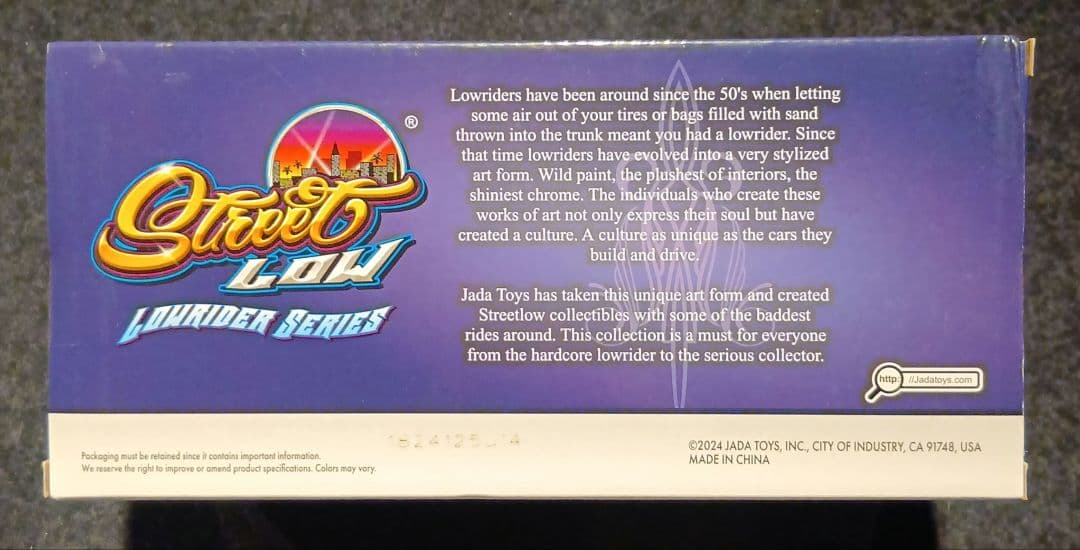 Street
LOW
®
LOWRIDER SERIES
Lowriders have been around since the 50's when letting
some air out of your tires or bags filled with sand
thrown into the trunk meant you had a lowrider. Since
that time lowriders have evolved into a very stylized
art form. Wild paint, the plushest of interiors, the
shiniest chrome. The individuals who create these
works of art not only express their soul but have
created a culture. A culture as unique as the cars they
build and drive.
Jada Toys has taken this unique art form and created
Streetlow collectibles with some of the baddest
rides around. This collection is a must for everyone
from the hardcore lowrider to the serious collector.
http: //Jadatoys.com
Packaging must be retained since it contains important information.
We reserve the right to improve or amend product specifications. Colors may vary.
©2024 JADA TOYS, INC., CITY OF INDUSTRY, CA 91748, USA
MADE IN CHINA